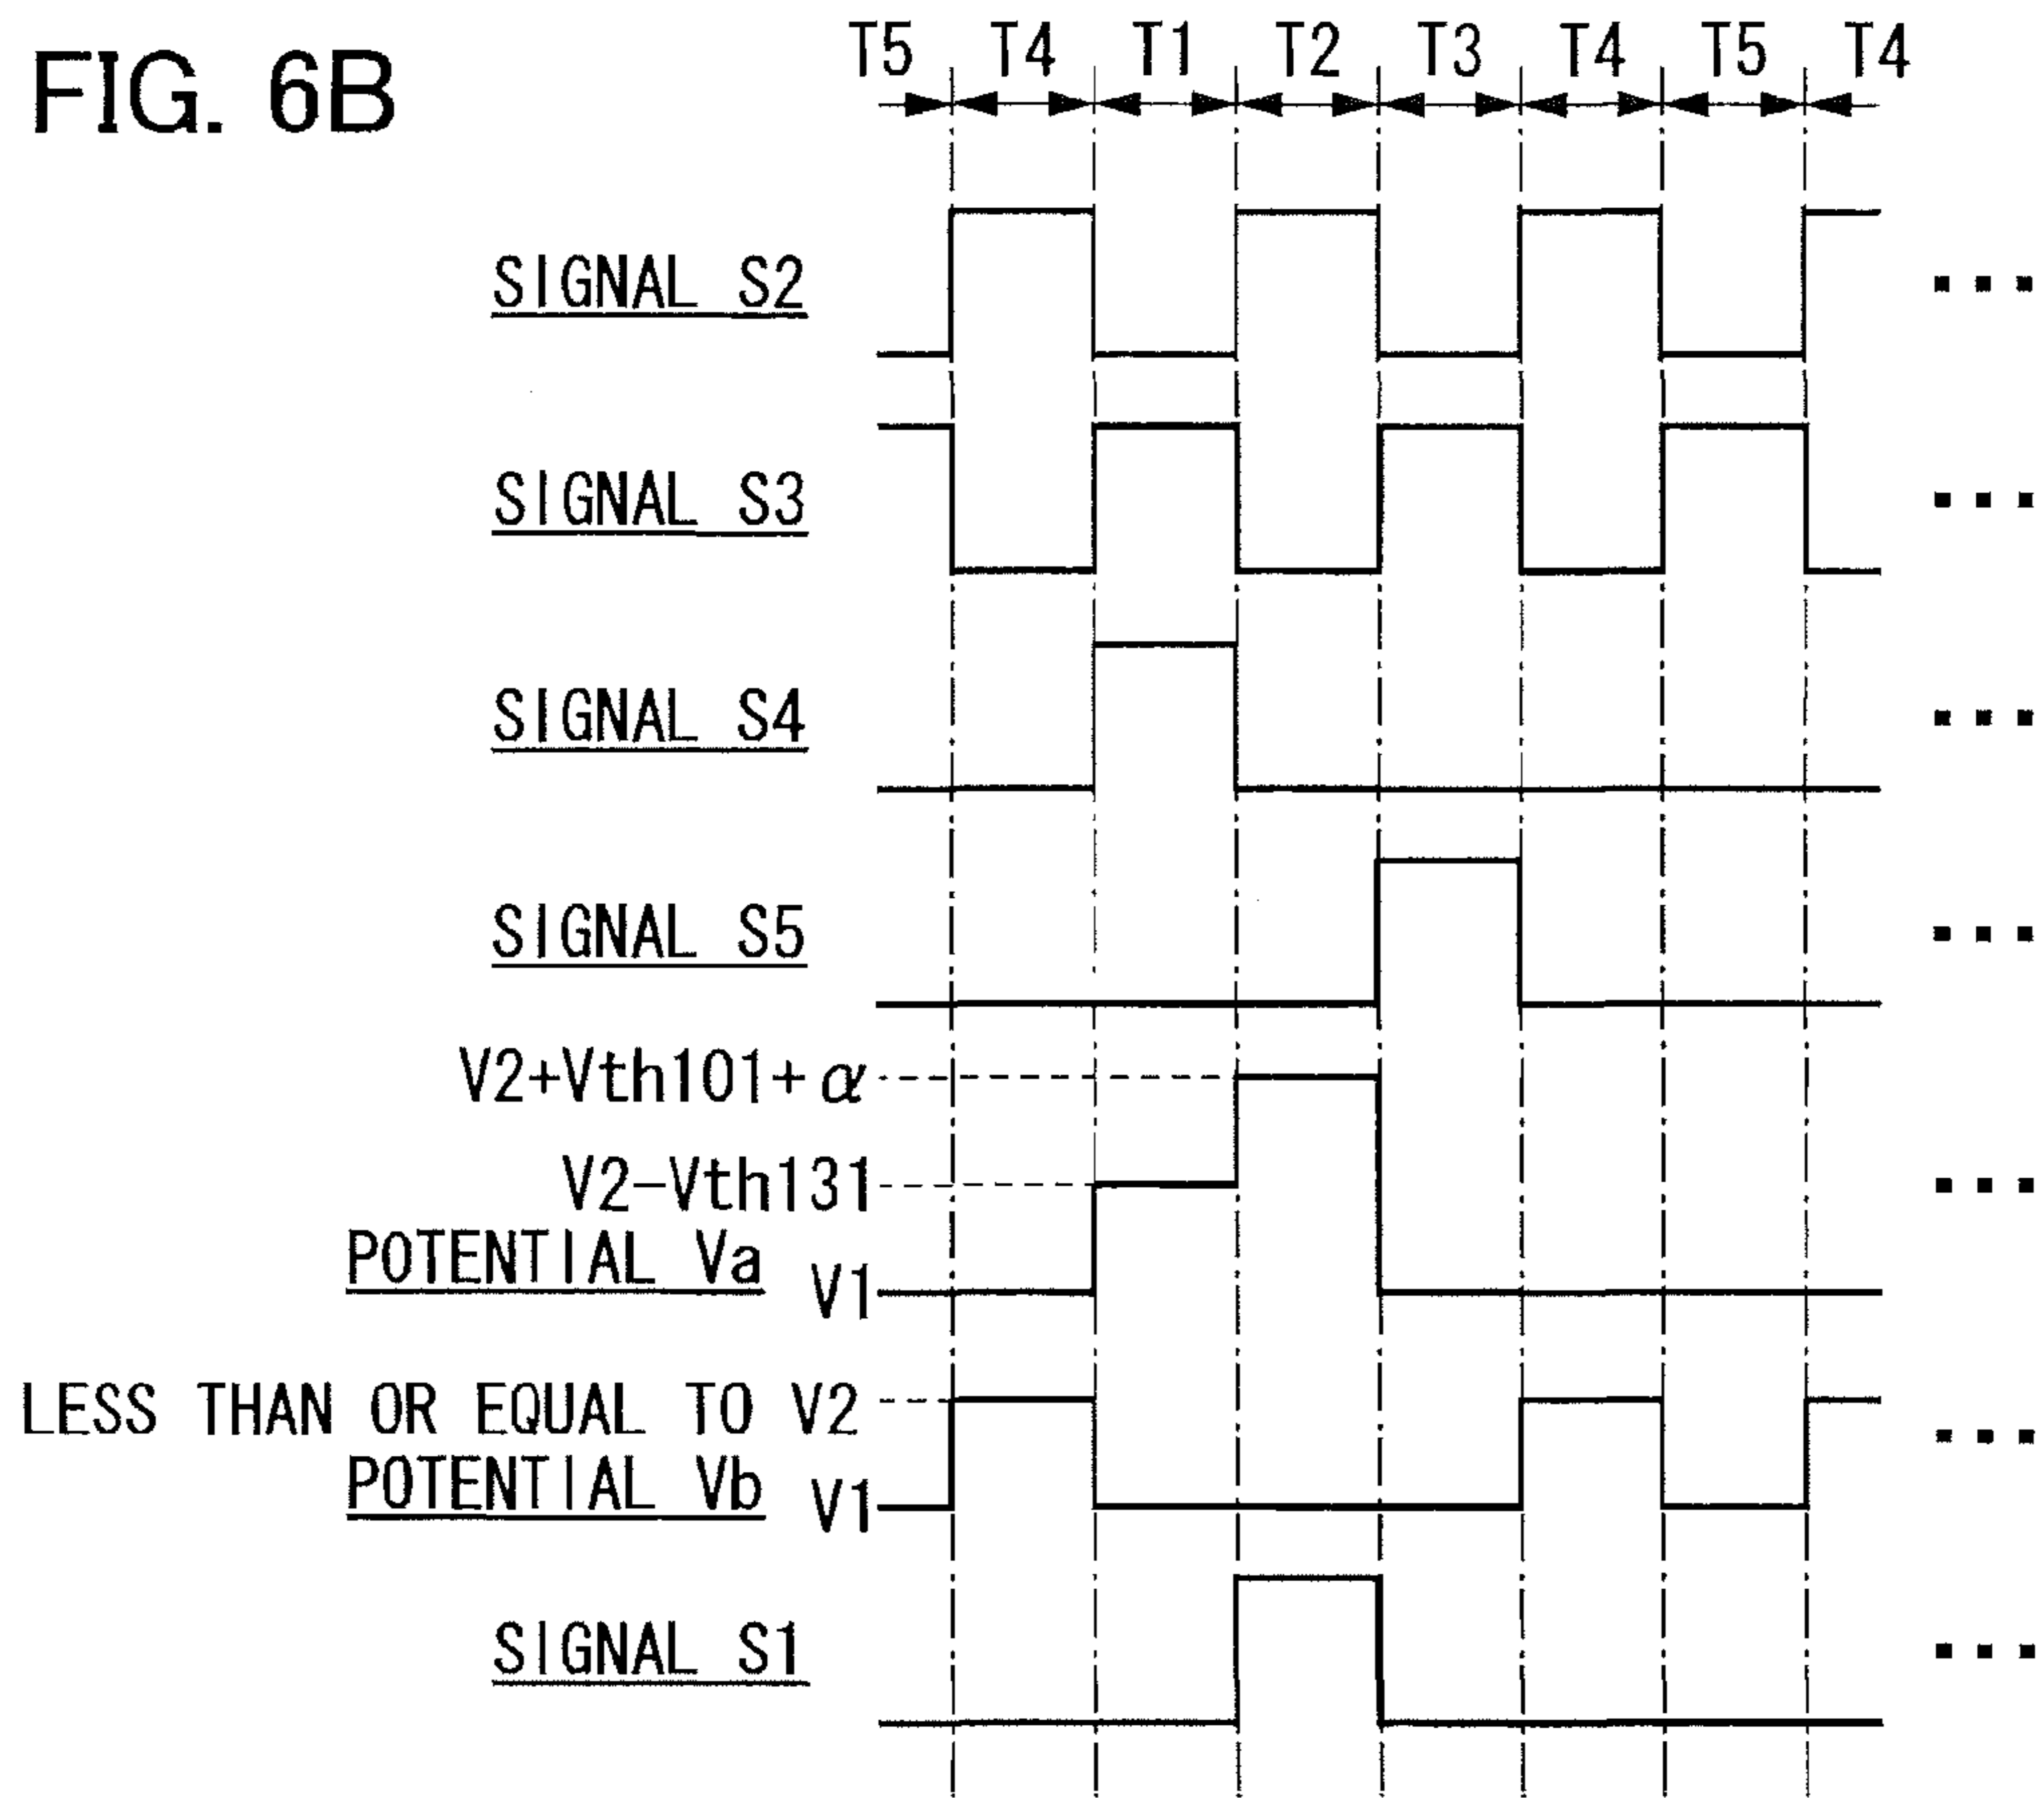 FIG. 6B
T5 T4 T1 T2 T3 T4 T5 T4
SIGNAL S2
SIGNAL S3
SIGNAL S4
SIGNAL S5
V2+Vth101+α
V2-Vth131
POTENTIAL Va V1
LESS THAN OR EQUAL TO V2
POTENTIAL Vb V1
SIGNAL S1